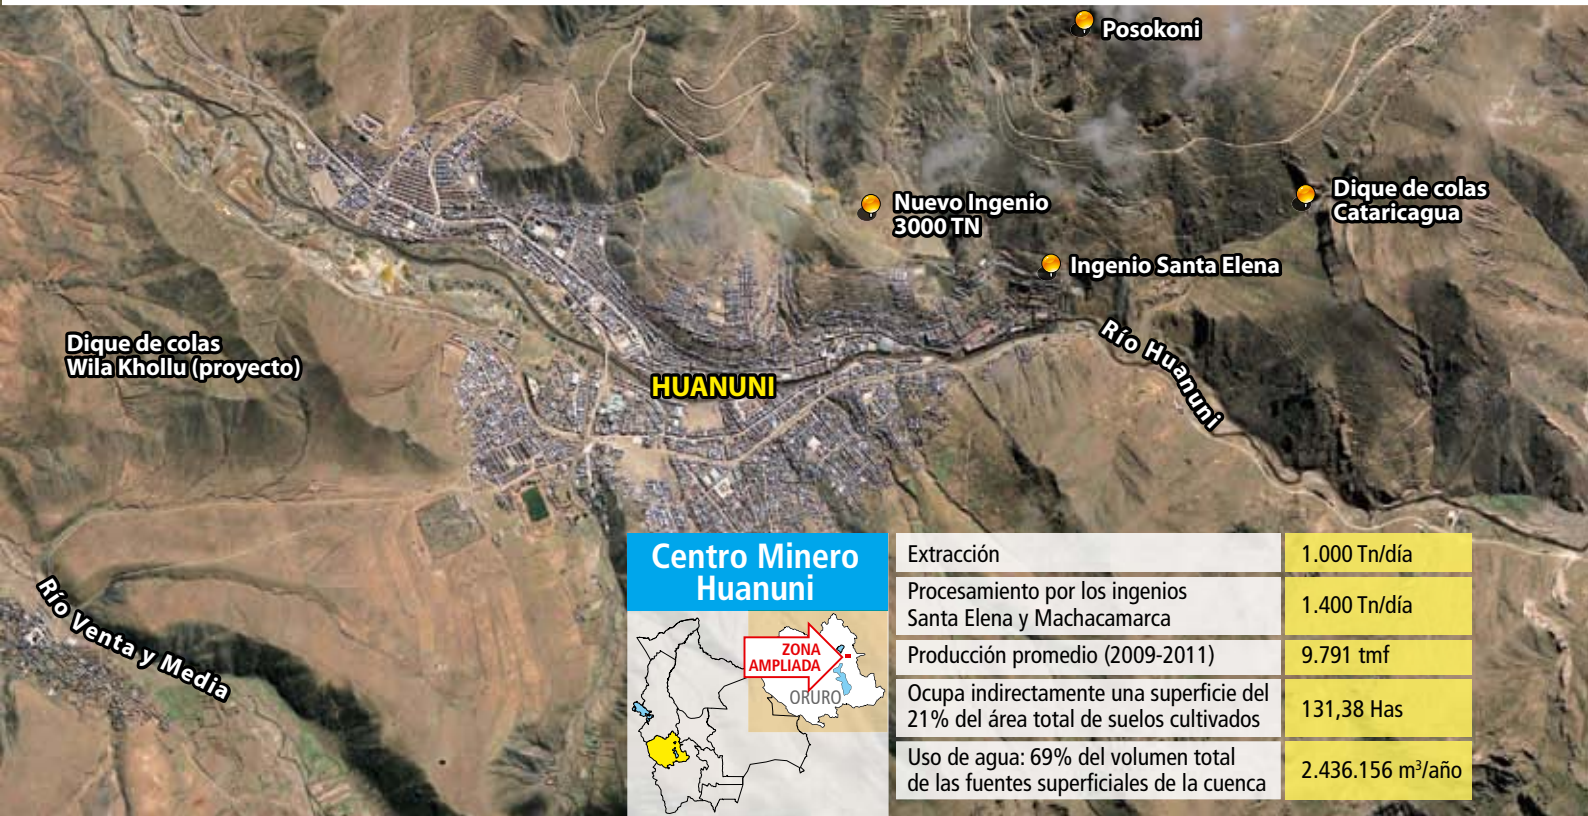 Posokoni
Nuevo Ingenio
3000 TN
Dique de colas
Cataricagua
Ingenio Santa Elena
Río Huanuni
Dique de colas
Wila Khollu (proyecto)
HUANUNI
Río Venta y Media
Centro Minero
Huanuni
ZONA
AMPLIADA
ORURO
Extracción 1.000 Tn/día
Procesamiento por los ingenios
Santa Elena y Machacamarca 1.400 Tn/día
Producción promedio (2009-2011) 9.791 tmf
Ocupa indirectamente una superficie del
21% del área total de suelos cultivados 131,38 Has
Uso de agua: 69% del volumen total
de las fuentes superficiales de la cuenca 2.436.156 m³/año